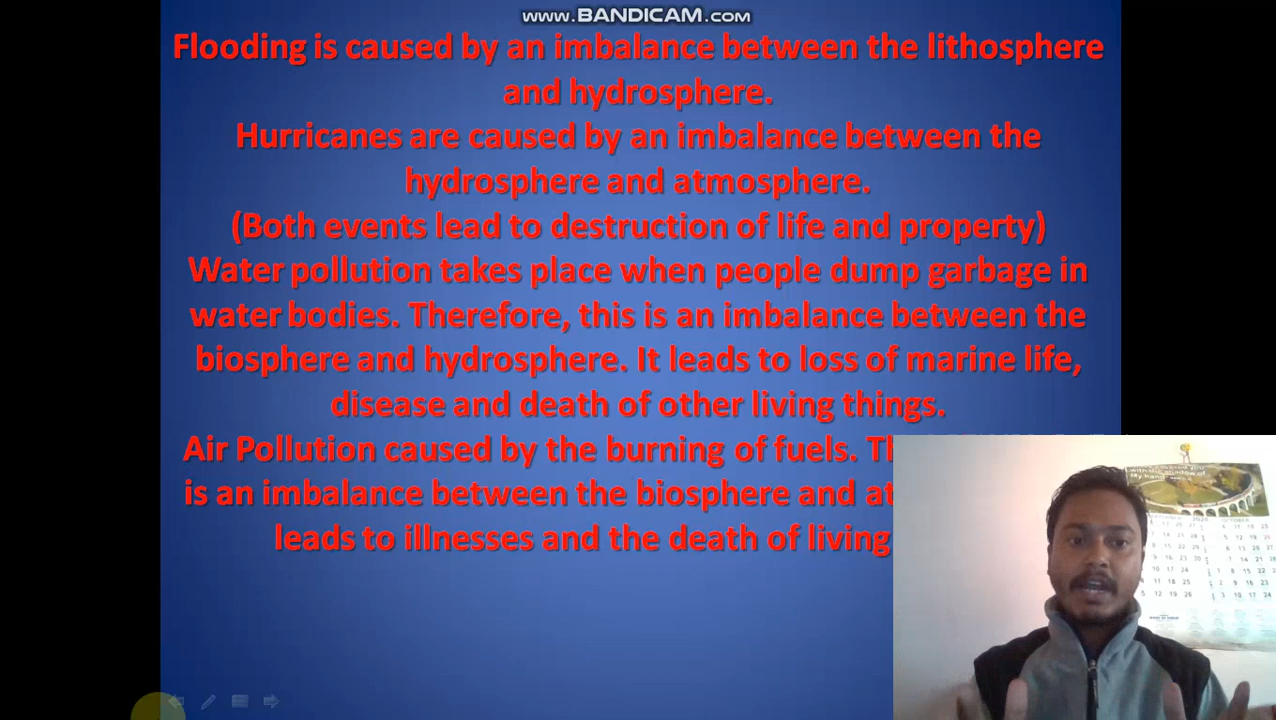 www.BANDICAM.com
Flooding is caused by an imbalance between the lithosphere
and hydrosphere.
Hurricanes are caused by an imbalance between the
hydrosphere and atmosphere.
(Both events lead to destruction of life and property)
Water pollution takes place when people dump garbage in
water bodies. Therefore, this is an imbalance between the
biosphere and hydrosphere. It leads to loss of marine life,
disease and death of other living things.
Air Pollution caused by the burning of fuels.
is an imbalance between the biosphere and
leads to illnesses and the death of living